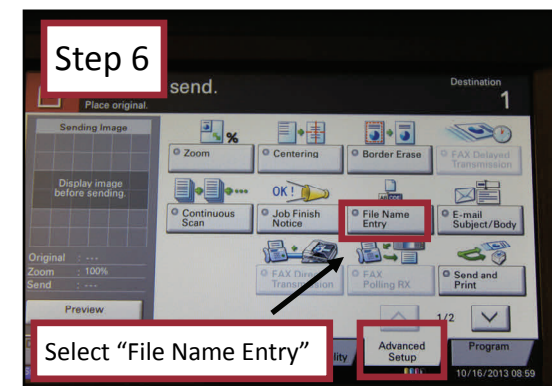 Step 6
send.
Place original.
Destination
1
Sending Image
Display image
before sending.
%
Zoom
Centering
Border Erase
FAX Delayed
Transmission
OK!
ABCDE
Continuous
Scan
Job Finish
Notice
File Name
Entry
E-mail
Subject/Body
Original : ---
Zoom : 100%
Send : ---
FAX Direct
Transmission
FAX
Polling RX
Send and
Print
Preview
1/2
Select “File Name Entry”
lity
Advanced
Setup
Program
10/16/2013 08:59